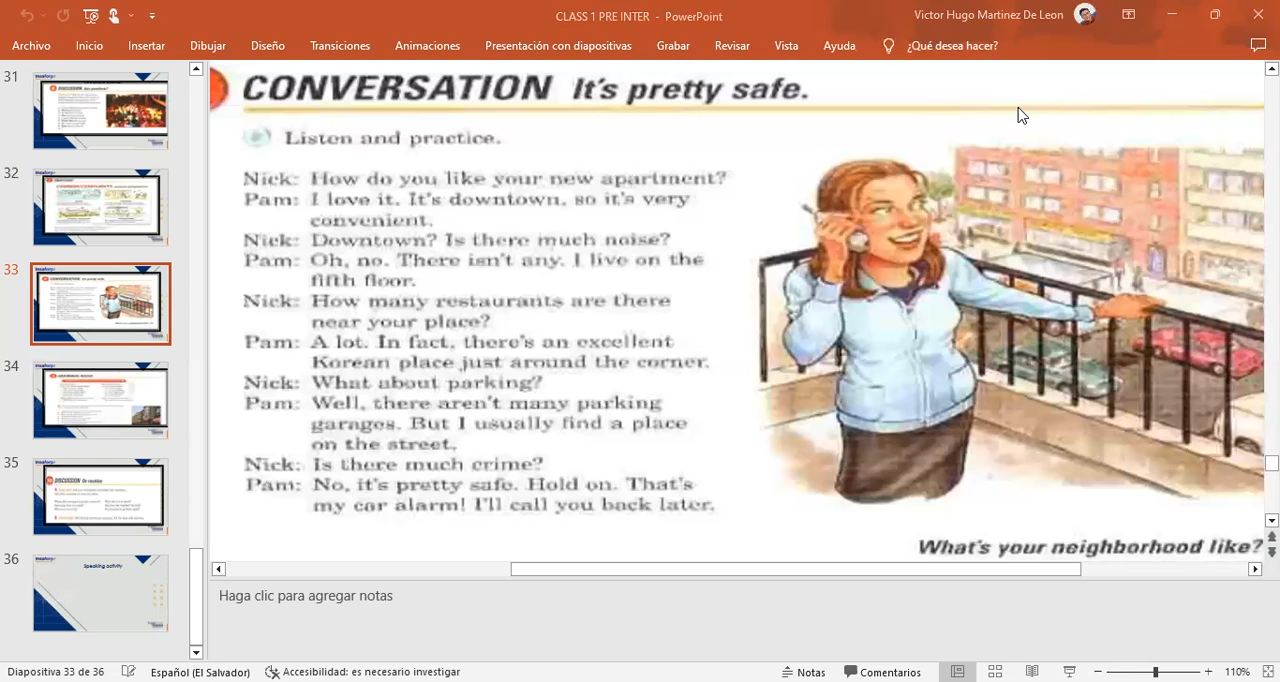 CLASS 1 PRE INTER - PowerPoint
Victor Hugo Martinez De Leon
Archivo Inicio Insertar Dibujar Diseño Transiciones Animaciones Presentación con diapositivas Grabar Revisar Vista Ayuda ¿Qué desea hacer?
31
32
33
34
35
36
Speaking activity
CONVERSATION It's pretty safe.
Listen and practice.
Nick: How do you like your new apartment?
Pam: I love it. It's downtown, so it's very
convenient.
Nick: Downtown? Is there much noise?
Pam: Oh, no. There isn't any. I live on the
fifth floor.
Nick: How many restaurants are there
near your place?
Pam: A lot. In fact, there's an excellent
Korean place just around the corner.
Nick: What about parking?
Pam: Well, there aren't many parking
garages. But I usually find a place
on the street.
Nick: Is there much crime?
Pam: No, it's pretty safe. Hold on. That's
my car alarm! I'll call you back later.
What's your neighborhood like?
Haga clic para agregar notas
Diapositiva 33 de 36 Español (El Salvador) Accesibilidad: es necesario investigar Notas Comentarios 110%